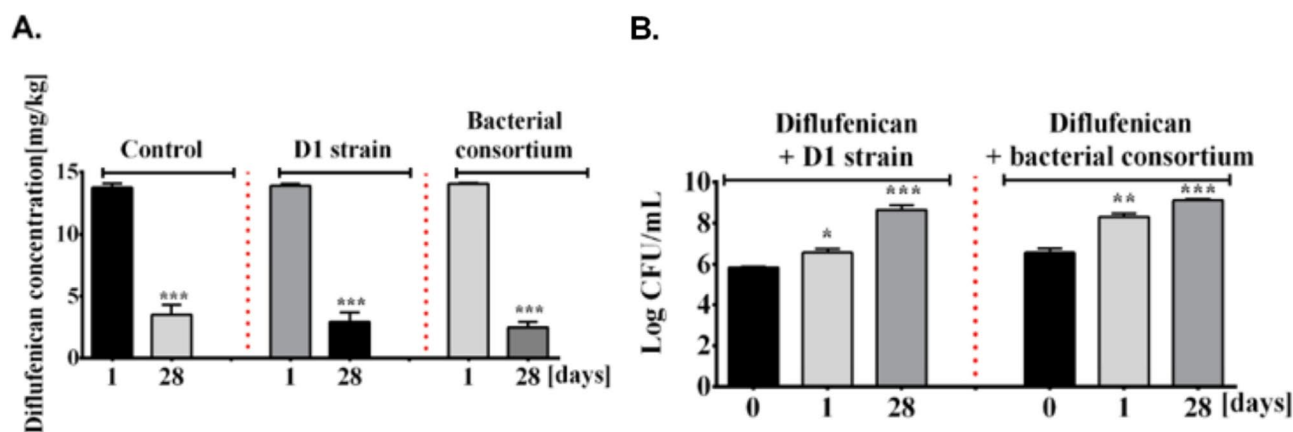 A.
Diflufenican concentration[mg/kg]
Control
D1 strain
Bacterial
consortium
15
10
5
0
***
***
***
1 28 1 28 1 28 [days]
B.
Diflufenican
+ D1 strain
Diflufenican
+ bacterial consortium
Log CFU/mL
10
8
6
4
2
0
*
***
**
***
0 1 28 0 1 28 [days]